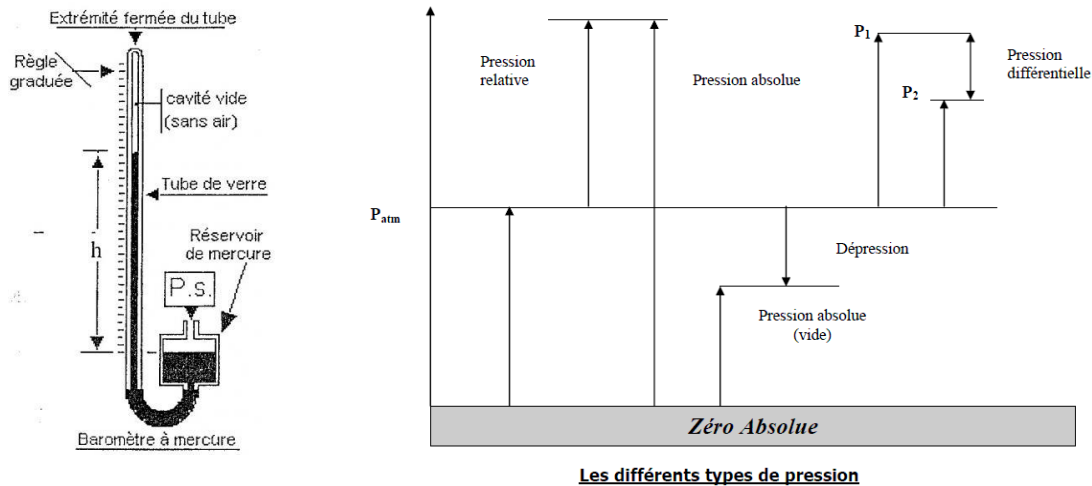 Extrémité fermée du tube
Règle
graduée
cavité vide
(sans air)
Tube de verre
h
Réservoir
de mercure
P.s.
Baromètre à mercure
Pression
relative
Pression absolue
P1
P2
Pression
différentielle
Patm
Dépression
Pression absolue
(vide)
Zéro Absolue
Les différents types de pression